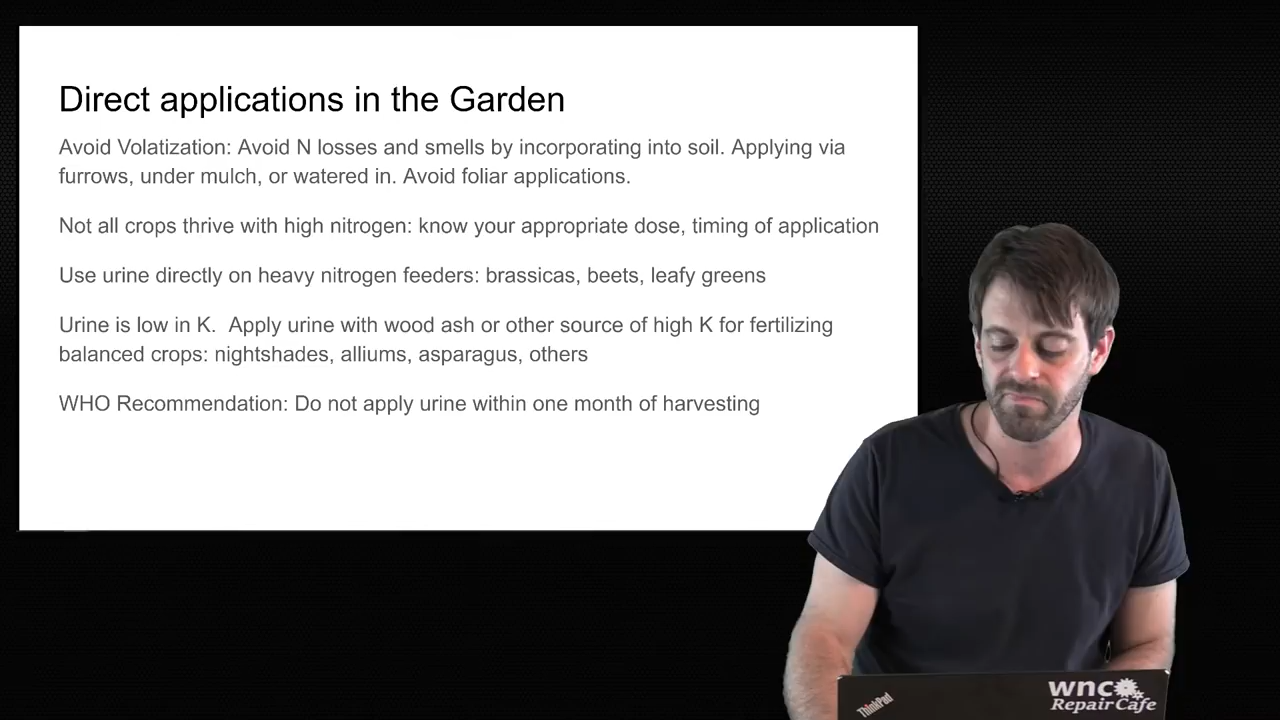 Direct applications in the Garden
Avoid Volatization: Avoid N losses and smells by incorporating into soil. Applying via
furrows, under mulch, or watered in. Avoid foliar applications.
Not all crops thrive with high nitrogen: know your appropriate dose, timing of application
Use urine directly on heavy nitrogen feeders: brassicas, beets, leafy greens
Urine is low in K.  Apply urine with wood ash or other source of high K for fertilizing
balanced crops: nightshades, alliums, asparagus, others
WHO Recommendation: Do not apply urine within one month of harvesting
ThinkPad
wnc
Repair Cafe